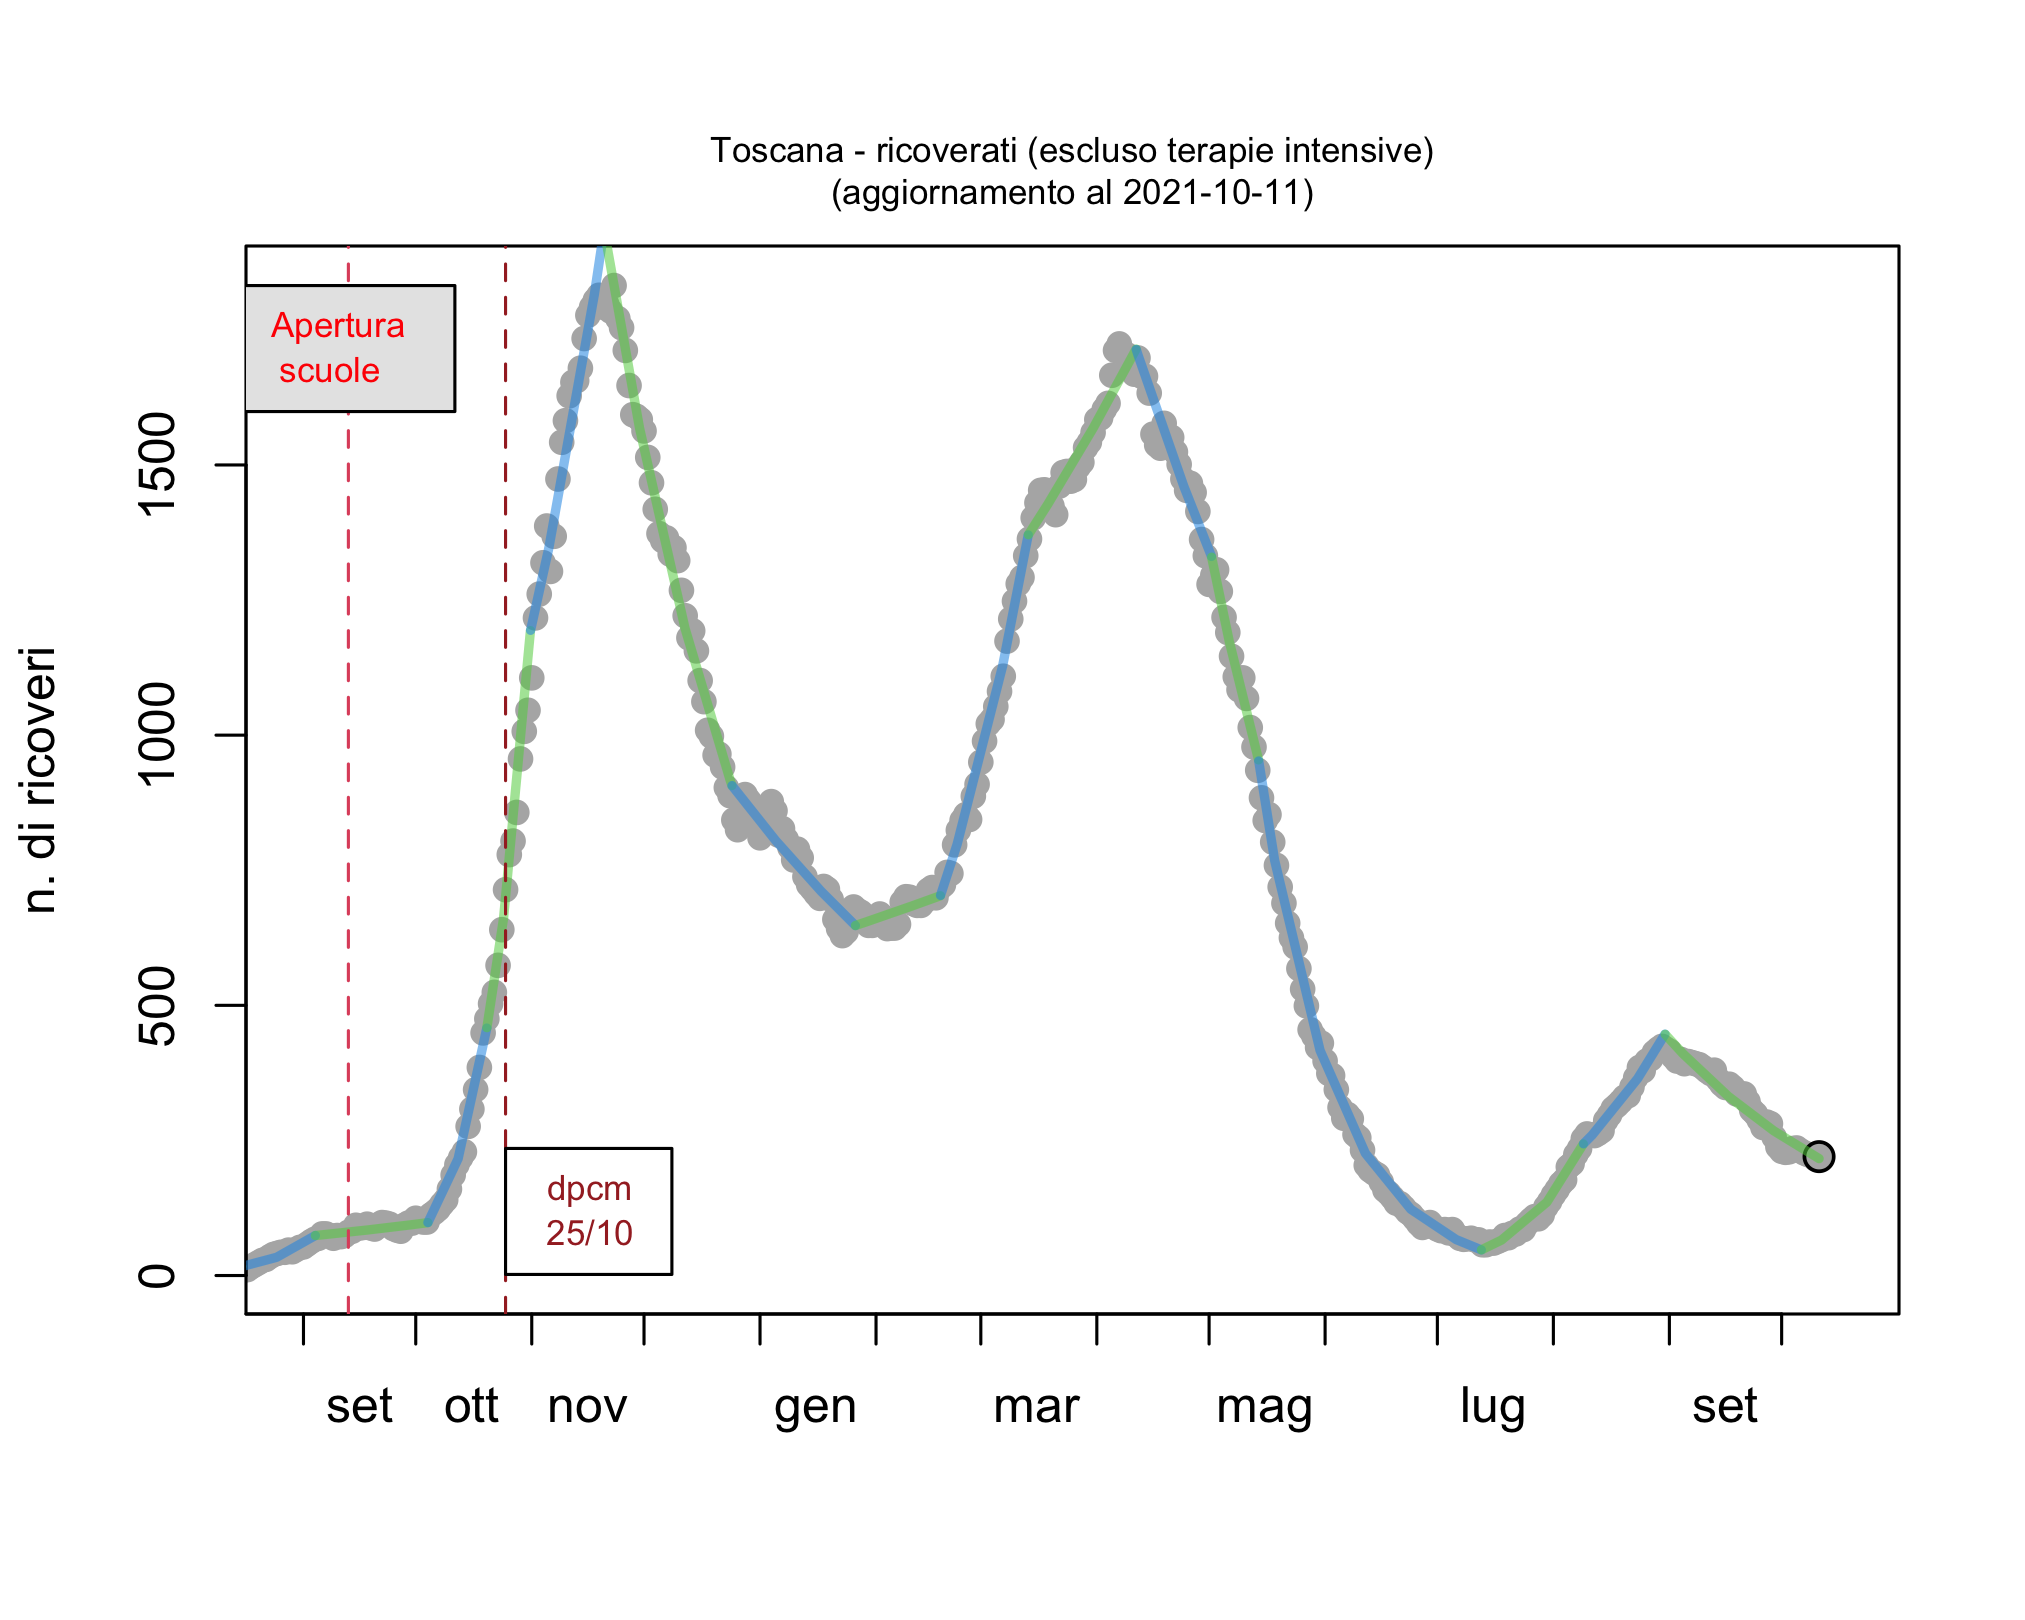 Toscana - ricoverati (escluso terapie intensive)
(aggiornamento al 2021-10-11)
Apertura
scuole
n. di ricoveri
1500
1000
500
0
dpcm
25/10
set ott nov gen mar mag lug set